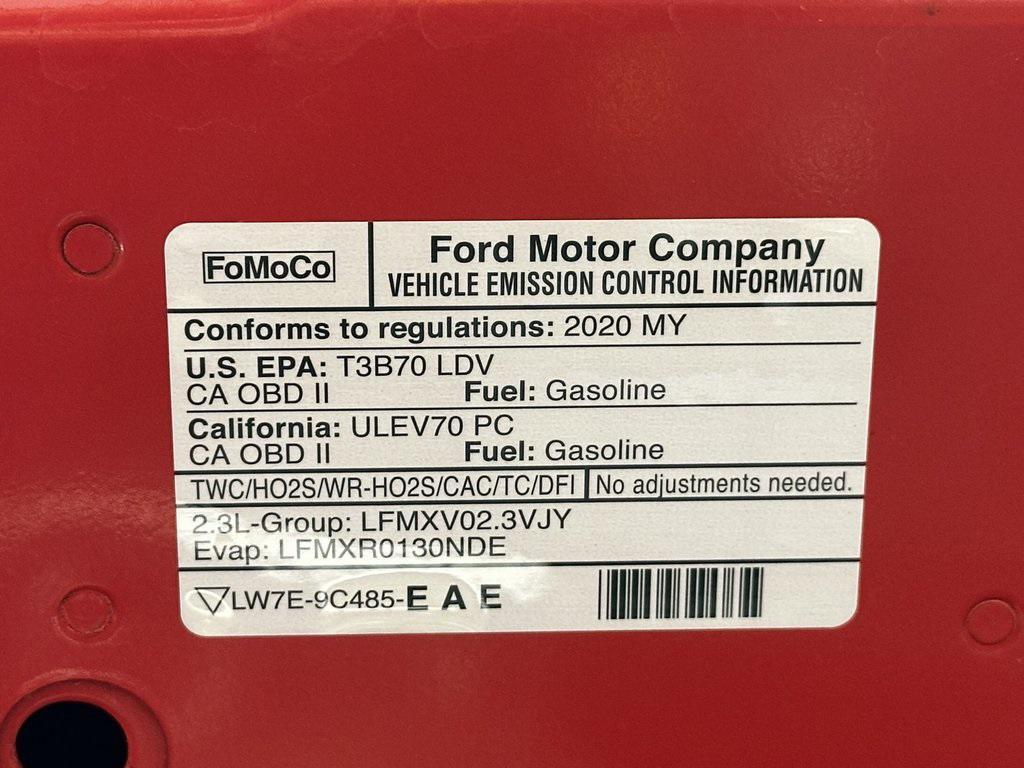 FoMoCo
Ford Motor Company
VEHICLE EMISSION CONTROL INFORMATION
Conforms to regulations: 2020 MY
U.S. EPA: T3B70 LDV
CA OBD II Fuel: Gasoline
California: ULEV70 PC
CA OBD II Fuel: Gasoline
TWC/HO2S/WR-HO2S/CAC/TC/DFI No adjustments needed.
2.3L-Group: LFMXV02.3VJY
Evap: LFMXR0130NDE
LW7E-9C485-E A E